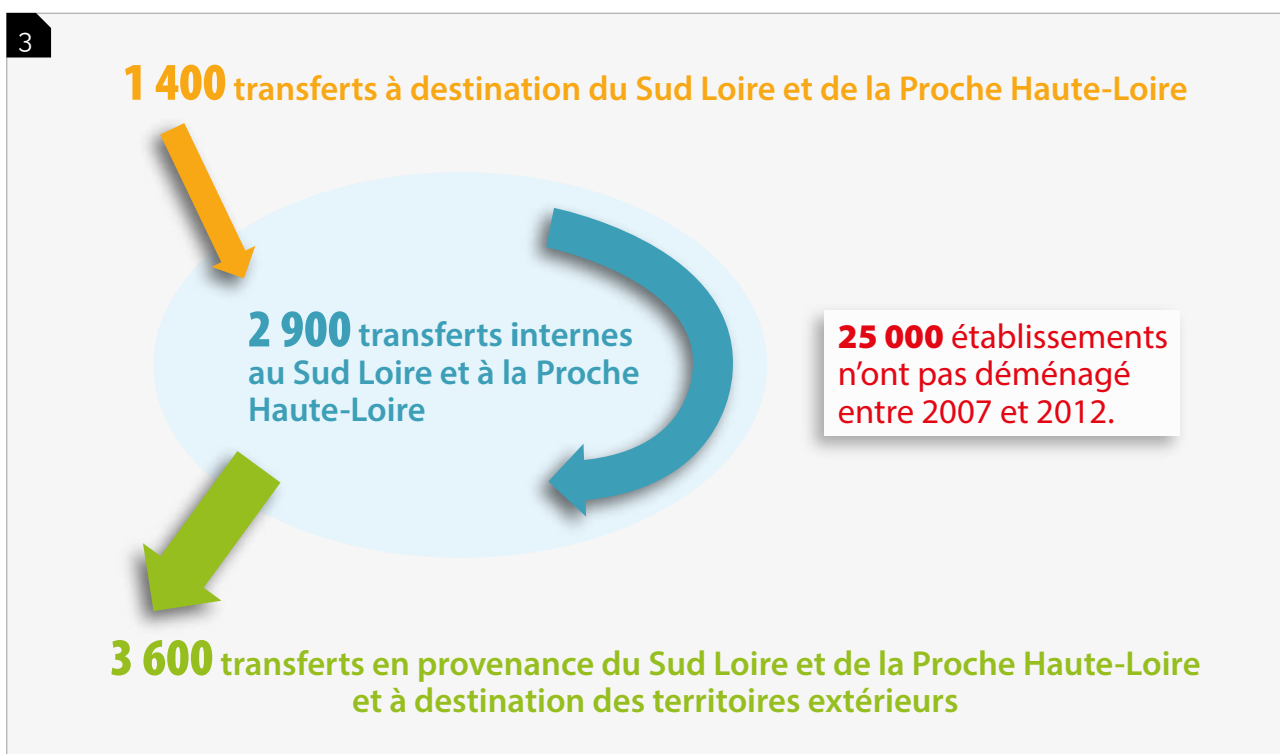 3
1 400 transferts à destination du Sud Loire et de la Proche Haute-Loire
2 900 transferts internes
au Sud Loire et à la Proche
Haute-Loire
25 000 établissements
n'ont pas déménagé
entre 2007 et 2012.
3 600 transferts en provenance du Sud Loire et de la Proche Haute-Loire
et à destination des territoires extérieurs